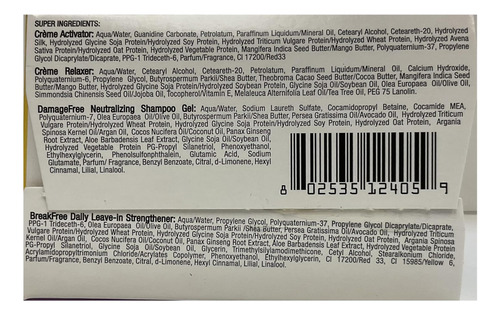 SUPER INGREDIENTS:
Crème Activator: Aqua/Water, Guanidine Carbonate, Petrolatum, Paraffinum Liquidum/Mineral Oil, Cetearyl Alcohol, Ceteareth-20, Hydrolyzed
Silk, Hydrolyzed Glycine Soja Protein/Hydrolyzed Soy Protein, Hydrolyzed Triticum Vulgare Protein/Hydrolyzed Wheat Protein, Hydrolyzed Avena
Sativa Protein/Hydrolyzed Oat Protein, Hydrolyzed Vegetable Protein, Mangifera Indica Seed Butter/Mango Butter, Polyquaternium-37, Propylene
Glycol Dicaprylate/Dicaprate, PPG-1 Trideceth-6, Parfum/Fragrance, CI 17200/Red33
Crème Relaxer: Aqua/Water, Cetearyl Alcohol, Ceteareth-20, Petrolatum, Paraffinum Liquidum/Mineral Oil, Calcium Hydroxide,
Polyquaternium-6, Propylene Glycol, Butyrospermum Parkii/Shea Butter, Theobroma Cacao Seed Butter/Cocoa Butter, Mangifera Indica Seed
Butter/Mango Butter, Hydrolyzed Glycine Soja Protein/Hydrolyzed Soybean Protein, Glycine Soja/Soybean Oil, Olea Europaea Oil/Olive Oil,
Simmondsia Chinensis Seed Oil/Jojoba Oil, Tocopherol/Vitamin E, Melaleuca Alternifolia Leaf Oil/Tea Tree Oil, PEG 75 Lanolin.
DamageFree Neutralizing Shampoo Gel: Aqua/Water, Sodium Laureth Sulfate, Cocamidopropyl Betaine, Cocamide MEA,
Polyquaternium-7, Olea Europaea Oil/Olive Oil, Butyrospermum Parkii/Shea Butter, Persea Gratissima Oil/Avocado Oil, Hydrolyzed Triticum
Vulgare Protein/Hydrolyzed Wheat Protein, Hydrolyzed Glycine Soja Protein/Hydrolyzed Soy Protein, Hydrolyzed Oat Protein, Argania
Spinosa Kernel Oil/Argan Oil, Cocos Nucifera Oil/Coconut Oil, Panax Ginseng
Root Extract, Aloe Barbadensis Leaf Extract, Glycine Soja Oil/Soybean Oil,
Hydrolyzed Vegetable Protein PG-Propyl Silanetriol, Phenoxyethanol,
Ethylhexylglycerin, Phenolsulfonphthalein, Glutamic Acid, Sodium
Glutamate, Parfum/Fragrance, Benzyl Benzoate, Citral, d-Limonene, Hexyl
Cinnamal, Lilial, Linalool.
8 02535 12405 9
BreakFree Daily Leave-in Strengthener: Aqua/Water, Propylene Glycol, Polyquaternium-37, Propylene Glycol Dicaprylate/Dicaprate,
PPG-1 Trideceth-6, Olea Europaea Oil/Olive Oil, Butyrospermum Parkii /Shea Butter, Persea Gratissima Oil/Avocado Oil, Hydrolyzed Triticum
Vulgare Protein/Hydrolyzed Wheat Protein, Hydrolyzed Glycine Soja Protein/Hydrolyzed Soy Protein, Hydrolyzed Oat Protein, Argania Spinosa
Kernel Oil/Argan Oil, Cocos Nucifera Oil/Coconut Oil, Panax Ginseng Root Extract, Aloe Barbadensis Leaf Extract, Hydrolyzed Vegetable Protein
PG-Propyl Silanetriol, Glycine Soja Oil/Soybean Oil, Glycerin, Trimethylsilylamodimethicone, Cetyl Alcohol, Stearalkonium Chloride,
Acrylamidopropyltrimonium Chloride/Acrylates Copolymer, Phenoxyethanol, Ethylhexylglycerin, CI 17200/Red33, CI 15985/Yellow 6,
Parfum/Fragrance, Benzyl Benzoate, Citral, d-Limonene, Hexyl Cinnamal, Lilial, Linalool.